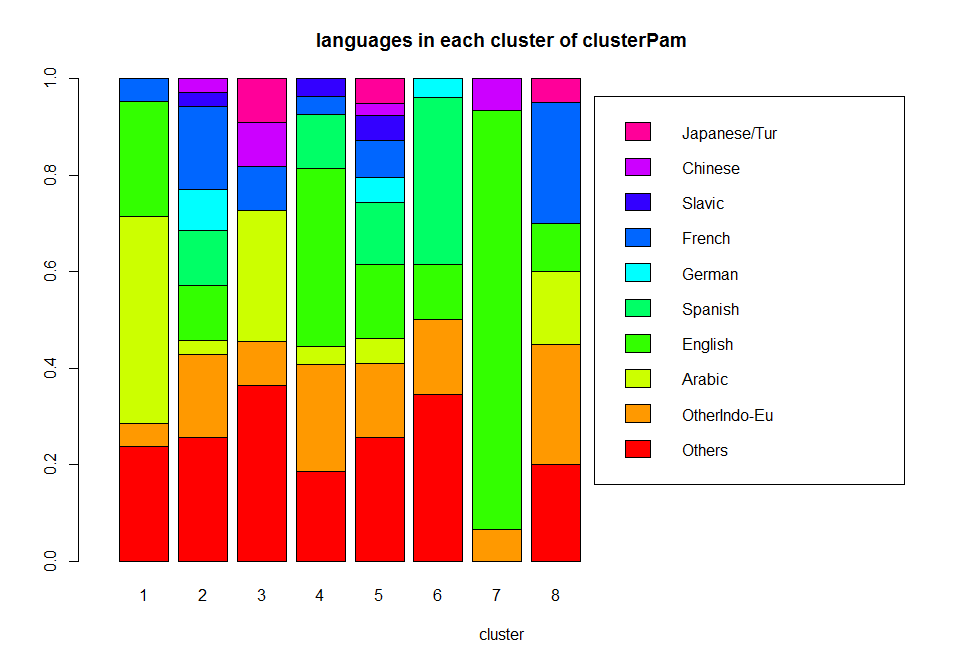 languages in each cluster of clusterPam
1.0
0.8
0.6
0.4
0.2
0.0
Japanese/Tur
Chinese
Slavic
French
German
Spanish
English
Arabic
OtherIndo-Eu
Others
1 2 3 4 5 6 7 8
cluster